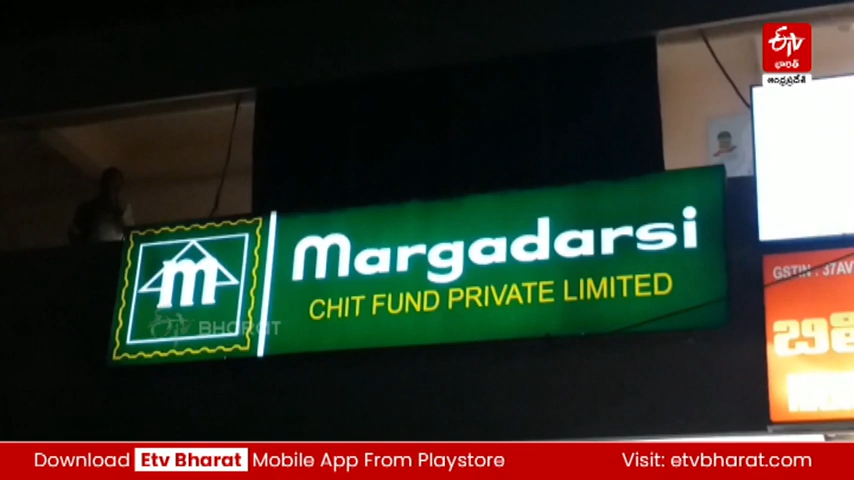 ETV
భారత్
ఆంధ్రప్రదేశ్
m
Margadarsi
CHIT FUND PRIVATE LIMITED
etv BHARAT
GSTIN : 37AV
Download Etv Bharat Mobile App From Playstore
Visit: etvbharat.com